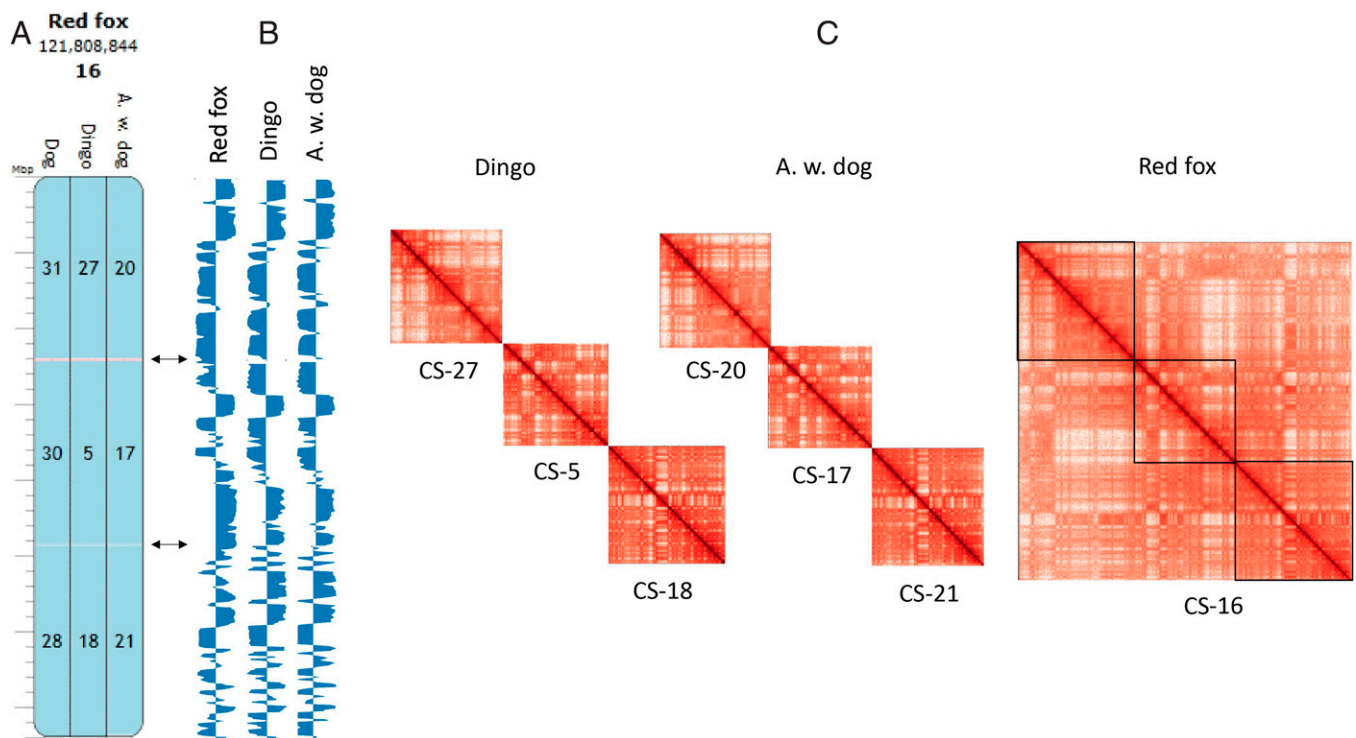 A
Red fox
121,808,844
16
B
C
Dog
Dingo
A. w. dog
Red fox
Dingo
A. w. dog
Mbp
31 27 20
30 5 17
28 18 21
Dingo
A. w. dog
Red fox
CS-27
CS-5
CS-18
CS-20
CS-17
CS-21
CS-16